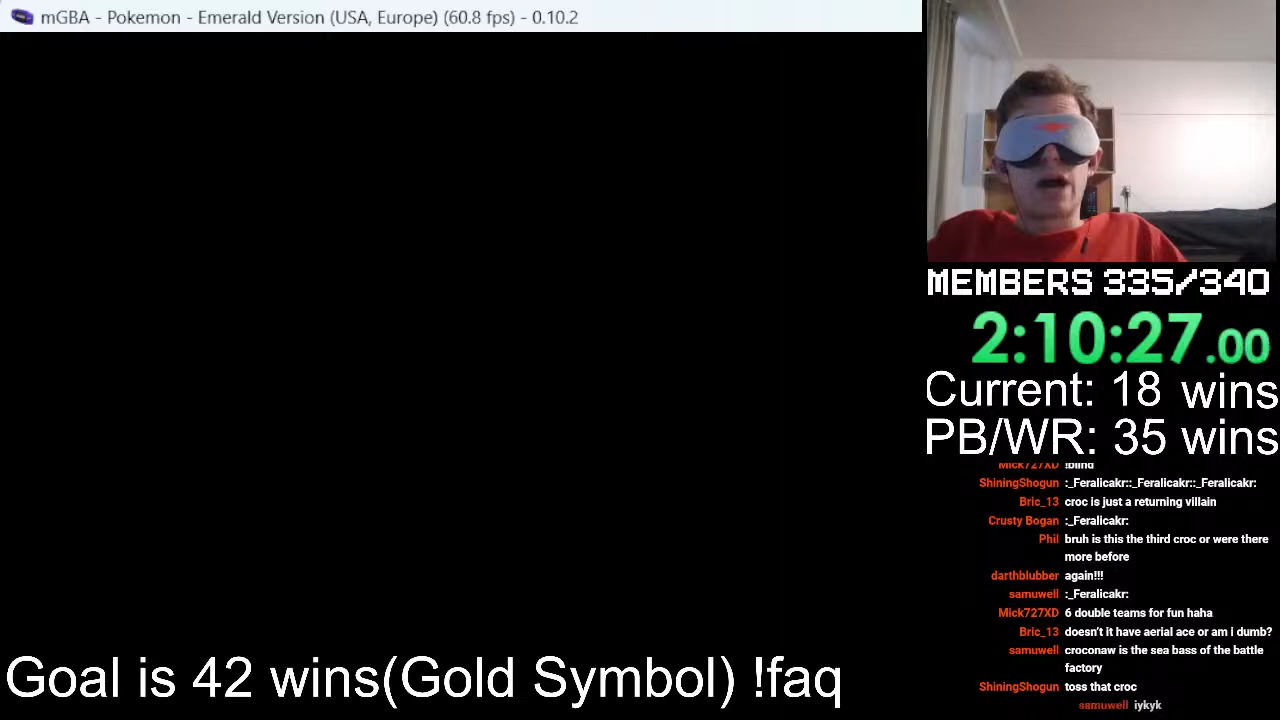 mGBA - Pokemon - Emerald Version (USA, Europe) (60.8 fps) - 0.10.2
MEMBERS 335/340
2:10:27.00
Current: 18 wins
PB/WR: 35 wins
Mick727XD !blind
ShiningShogun :_Feralicakr::_Feralicakr::_Feralicakr:
Bric_13 croc is just a returning villain
Crusty Bogan :_Feralicakr:
Phil bruh is this the third croc or were there
more before
darthblubber again!!!
samuwell :_Feralicakr:
Mick727XD 6 double teams for fun haha
Bric_13 doesn't it have aerial ace or am i dumb?
samuwell croconaw is the sea bass of the battle
factory
ShiningShogun toss that croc
samuwell iykyk
Goal is 42 wins(Gold Symbol) !faq